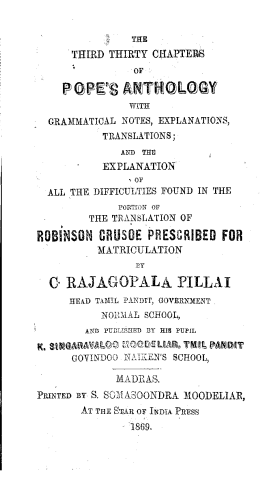 THE
THIRD THIRTY CHAPTERS
OF
POPE'S ANTHOLOGY
WITH
GRAMMATICAL NOTES, EXPLANATIONS,
TRANSLATIONS;
AND THE
EXPLANATION
OF
ALL THE DIFFICULTIES FOUND IN THE
PORTION OF
THE TRANSLATION OF
ROBINSON CRUSOE PRESCRIBED FOR
MATRICULATION
BY
C. RAJAGOPALA PILLAI
HEAD TAMIL PANDIT, GOVERNMENT
NORMAL SCHOOL,
AND PUBLISHED BY HIS PUPIL
K. SINGARAVALOO MOODELIAR, TMIL PANDIT
GOVINDOO NAIKEN'S SCHOOL,
MADRAS.
PRINTED BY S. SOMASOONDRA MOODELIAR,
AT THE STAR OF INDIA PRESS
1869.